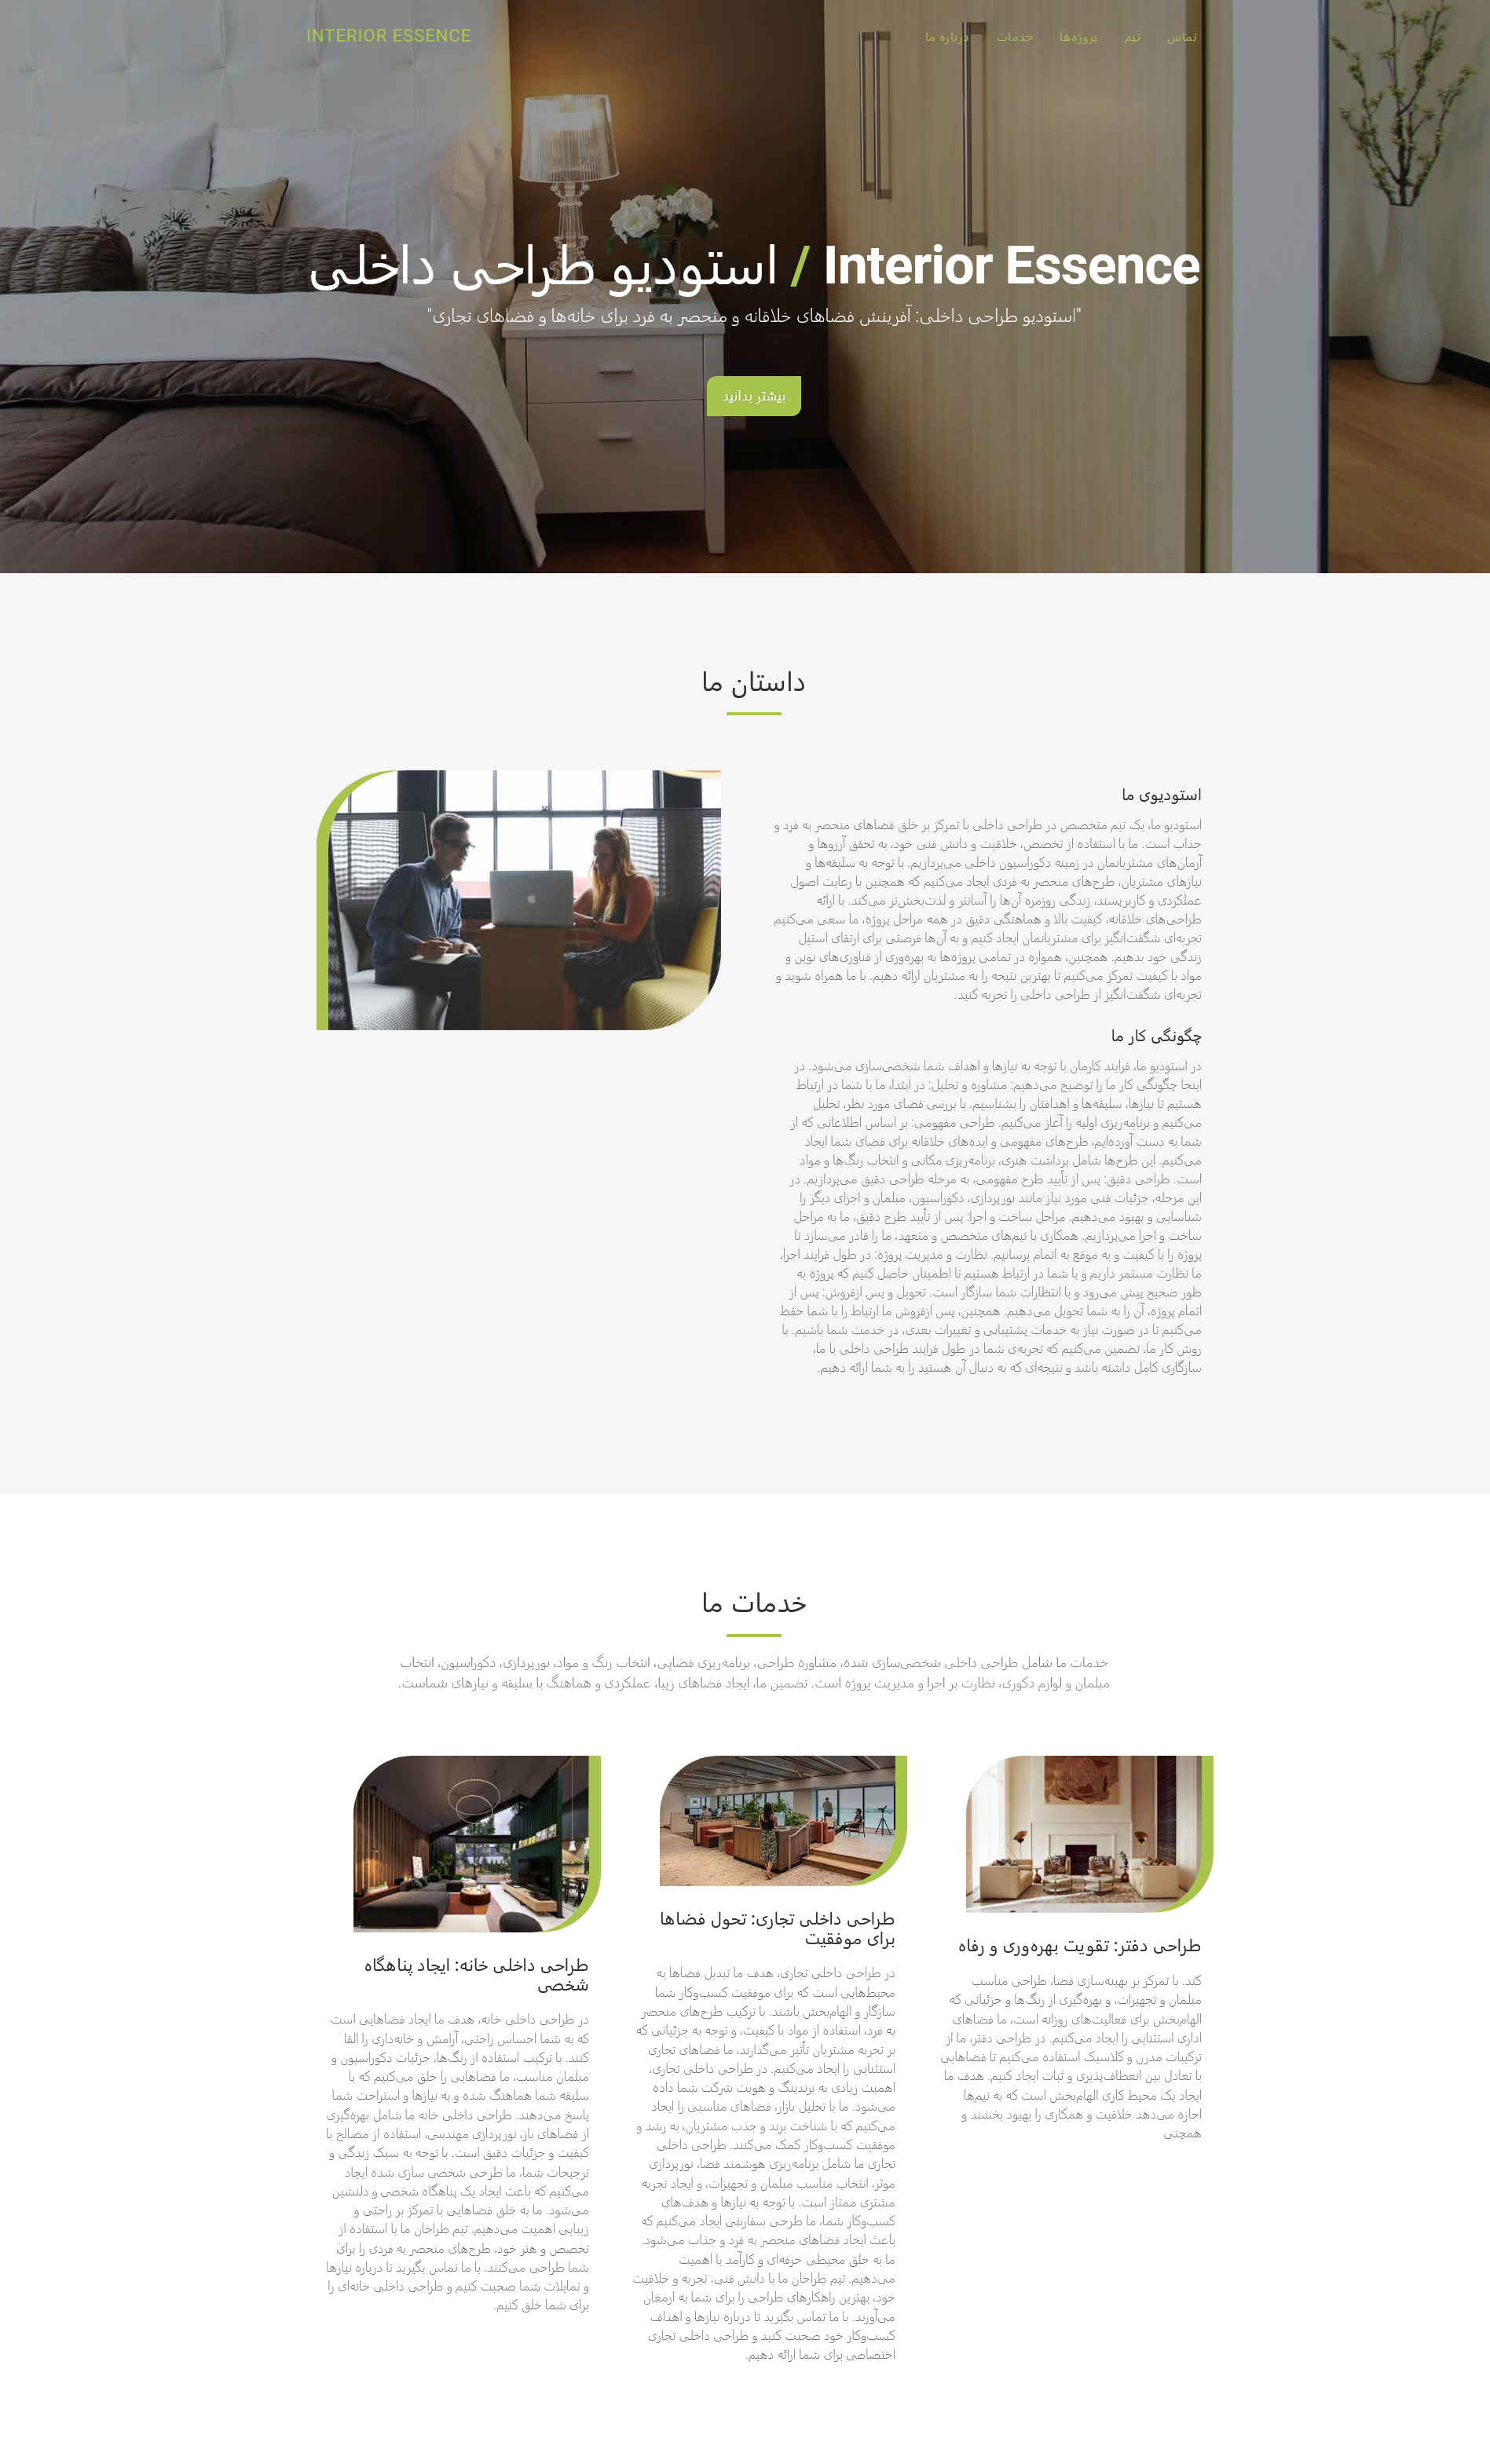 INTERIOR ESSENCE
تماس
تیم
پروژه‌ها
خدمات
درباره ما
Interior Essence / استودیو طراحی داخلی
"استودیو طراحی داخلی: آفرینش فضاهای خلاقانه و منحصر به فرد برای خانه‌ها و فضاهای تجاری"
بیشتر بدانید
داستان ما
استودیوی ما
استودیو ما، یک تیم متخصص در طراحی داخلی با تمرکز بر خلق فضاهای منحصر به فرد و
جذاب است. ما با استفاده از تخصص، خلاقیت و دانش فنی خود، به تحقق آرزوها و
آرمان‌های مشتریانمان در زمینه دکوراسیون داخلی می‌پردازیم. با توجه به سلیقه‌ها و
نیازهای مشتریان، طرح‌های منحصر به فردی ایجاد می‌کنیم که همچنین با رعایت اصول
عملکردی و کاربرپسند، زندگی روزمره آن‌ها را آسانتر و لذت‌بخش‌تر می‌کند. با ارائه
طراحی‌های خلاقانه، کیفیت بالا و هماهنگی دقیق در همه مراحل پروژه، ما سعی می‌کنیم
تجربه‌ای شگفت‌انگیز برای مشتریانمان ایجاد کنیم و به آن‌ها فرصتی برای ارتقای استیل
زندگی خود بدهیم. همچنین، همواره در تمامی پروژه‌ها به بهره‌وری از فناوری‌های نوین و
مواد با کیفیت تمرکز می‌کنیم تا بهترین نتیجه را به مشتریان ارائه دهیم. با ما همراه شوید و
تجربه‌ای شگفت‌انگیز از طراحی داخلی را تجربه کنید.
چگونگی کار ما
در استودیو ما، فرایند کارمان با توجه به نیازها و اهداف شما شخصی‌سازی می‌شود. در
اینجا چگونگی کار ما را توضیح می‌دهیم: مشاوره و تحلیل: در ابتدا، ما با شما در ارتباط
هستیم تا نیازها، سلیقه‌ها و اهدافتان را بشناسیم. با بررسی فضای مورد نظر، تحلیل
می‌کنیم و برنامه‌ریزی اولیه را آغاز می‌کنیم. طراحی مفهومی: بر اساس اطلاعاتی که از
شما به دست آورده‌ایم، طرح‌های مفهومی و ایده‌های خلاقانه برای فضای شما ایجاد
می‌کنیم. این طرح‌ها شامل برداشت هنری، برنامه‌ریزی مکانی و انتخاب رنگ‌ها و مواد
است. طراحی دقیق: پس از تأیید طرح مفهومی، به مرحله طراحی دقیق می‌پردازیم. در
این مرحله، جزئیات فنی مورد نیاز مانند نورپردازی، دکوراسیون، مبلمان و اجزای دیگر را
شناسایی و بهبود می‌دهیم. مراحل ساخت و اجرا: پس از تأیید طرح دقیق، ما به مراحل
ساخت و اجرا می‌پردازیم. همکاری با تیم‌های متخصص و متعهد، ما را قادر می‌سازد تا
پروژه را با کیفیت و به موقع به اتمام برسانیم. نظارت و مدیریت پروژه: در طول فرایند اجرا،
ما نظارت مستمر داریم و با شما در ارتباط هستیم تا اطمینان حاصل کنیم که پروژه به
طور صحیح پیش می‌رود و با انتظارات شما سازگار است. تحویل و پس ازفروش: پس از
اتمام پروژه، آن را به شما تحویل می‌دهیم. همچنین، پس ازفروش ما ارتباط را با شما حفظ
می‌کنیم تا در صورت نیاز به خدمات پشتیبانی و تغییرات بعدی، در خدمت شما باشیم. با
روش کار ما، تضمین می‌کنیم که تجربه‌ی شما در طول فرایند طراحی داخلی با ما،
سازگاری کامل داشته باشد و نتیجه‌ای که به دنبال آن هستید را به شما ارائه دهیم.
خدمات ما
خدمات ما شامل طراحی داخلی شخصی‌سازی شده، مشاوره طراحی، برنامه‌ریزی فضایی، انتخاب رنگ و مواد، نورپردازی، دکوراسیون، انتخاب
مبلمان و لوازم دکوری، نظارت بر اجرا و مدیریت پروژه است. تضمین ما، ایجاد فضاهای زیبا، عملکردی و هماهنگ با سلیقه و نیازهای شماست.
طراحی دفتر: تقویت بهره‌وری و رفاه
کند. با تمرکز بر بهینه‌سازی فضا، طراحی مناسب
مبلمان و تجهیزات، و بهره‌گیری از رنگ‌ها و جزئیاتی که
الهام‌بخش برای فعالیت‌های روزانه است، ما فضاهای
اداری استثنایی را ایجاد می‌کنیم. در طراحی دفتر، ما از
ترکیبات مدرن و کلاسیک استفاده می‌کنیم تا فضاهایی
با تعادل بین انعطاف‌پذیری و ثبات ایجاد کنیم. هدف ما
ایجاد یک محیط کاری الهام‌بخش است که به تیم‌ها
اجازه می‌دهد خلاقیت و همکاری را بهبود بخشند و
همچنی
طراحی داخلی تجاری: تحول فضاها
برای موفقیت
در طراحی داخلی تجاری، هدف ما تبدیل فضاها به
محیط‌هایی است که برای موفقیت کسب‌وکار شما
سازگار و الهام‌بخش باشند. با ترکیب طرح‌های منحصر
به فرد، استفاده از مواد با کیفیت، و توجه به جزئیاتی که
بر تجربه مشتریان تأثیر می‌گذارند، ما فضاهای تجاری
استثنایی را ایجاد می‌کنیم. در طراحی داخلی تجاری،
اهمیت زیادی به برندینگ و هویت شرکت شما داده
می‌شود. ما با تحلیل بازار، فضاهای مناسبی را ایجاد
می‌کنیم که با شناخت برند و جذب مشتریان، به رشد و
موفقیت کسب‌وکار کمک می‌کنند. طراحی داخلی
تجاری ما شامل برنامه‌ریزی هوشمند فضا، نورپردازی
موثر، انتخاب مناسب مبلمان و تجهیزات، و ایجاد تجربه
مشتری ممتاز است. با توجه به نیازها و هدف‌های
کسب‌وکار شما، ما طرحی سفارشی ایجاد می‌کنیم که
باعث ایجاد فضاهای منحصر به فرد و جذاب می‌شود.
ما به خلق محیطی حرفه‌ای و کارآمد با اهمیت
می‌دهیم. تیم طراحان ما با دانش فنی، تجربه و خلاقیت
خود، بهترین راهکارهای طراحی را برای شما به ارمغان
می‌آورند. با ما تماس بگیرید تا درباره نیازها و اهداف
کسب‌وکار خود صحبت کنید و طراحی داخلی تجاری
اختصاصی برای شما ارائه دهیم.
طراحی داخلی خانه: ایجاد پناهگاه
شخصی
در طراحی داخلی خانه، هدف ما ایجاد فضاهایی است
که به شما احساس راحتی، آرامش و خانه‌داری را القا
کنند. با ترکیب استفاده از رنگ‌ها، جزئیات دکوراسیون و
مبلمان مناسب، ما فضاهایی را خلق می‌کنیم که با
سلیقه شما هماهنگ شده و به نیازها و استراحت شما
پاسخ می‌دهند. طراحی داخلی خانه ما شامل بهره‌گیری
از فضاهای باز، نورپردازی مهندسی، استفاده از مصالح با
کیفیت و جزئیات دقیق است. با توجه به سبک زندگی و
ترجیحات شما، ما طرحی شخصی سازی شده ایجاد
می‌کنیم که باعث ایجاد یک پناهگاه شخصی و دلنشین
می‌شود. ما به خلق فضاهایی با تمرکز بر راحتی و
زیبایی اهمیت می‌دهیم. تیم طراحان ما با استفاده از
تخصص و هنر خود، طرح‌های منحصر به فردی را برای
شما طراحی می‌کنند. با ما تماس بگیرید تا درباره نیازها
و تمایلات شما صحبت کنیم و طراحی داخلی خانه‌ای را
برای شما خلق کنیم.